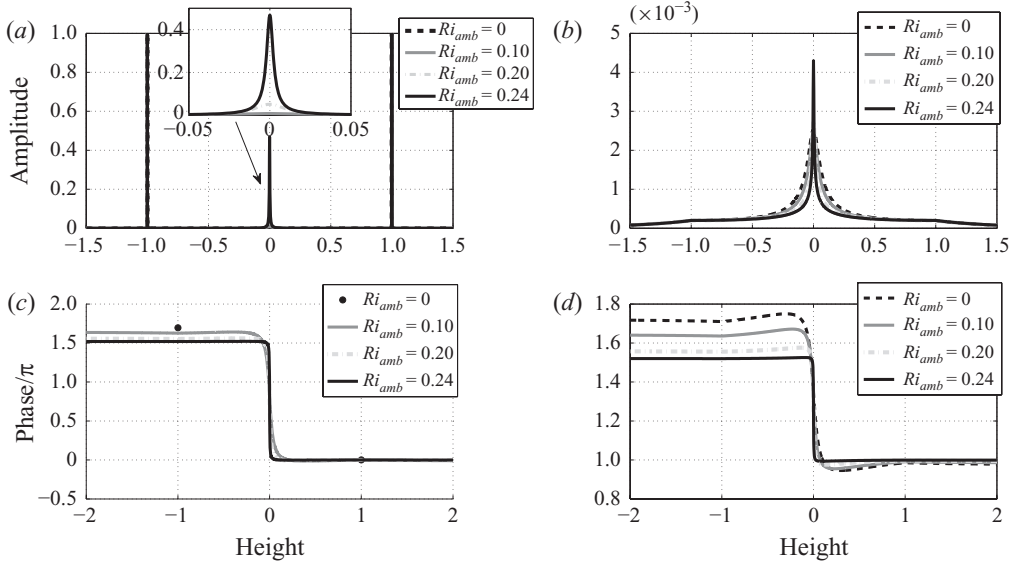 (a)
Amplitude
1.0
0.8
0.6
0.4
0.2
0
−1.5 −1.0 −0.5 0 0.5 1.0 1.5
0.4
0.2
0
−0.05 0 0.05
Ri_amb = 0
Ri_amb = 0.10
Ri_amb = 0.20
Ri_amb = 0.24
(b)
(×10⁻³)
5
4
3
2
1
0
−1.5 −1.0 −0.5 0 0.5 1.0 1.5
Ri_amb = 0
Ri_amb = 0.10
Ri_amb = 0.20
Ri_amb = 0.24
(c)
Phase/π
2.0
1.5
1.0
0.5
0
−0.5
−2 −1 0 1 2
Height
Ri_amb = 0
Ri_amb = 0.10
Ri_amb = 0.20
Ri_amb = 0.24
(d)
1.8
1.6
1.4
1.2
1.0
0.8
−2 −1 0 1 2
Height
Ri_amb = 0
Ri_amb = 0.10
Ri_amb = 0.20
Ri_amb = 0.24